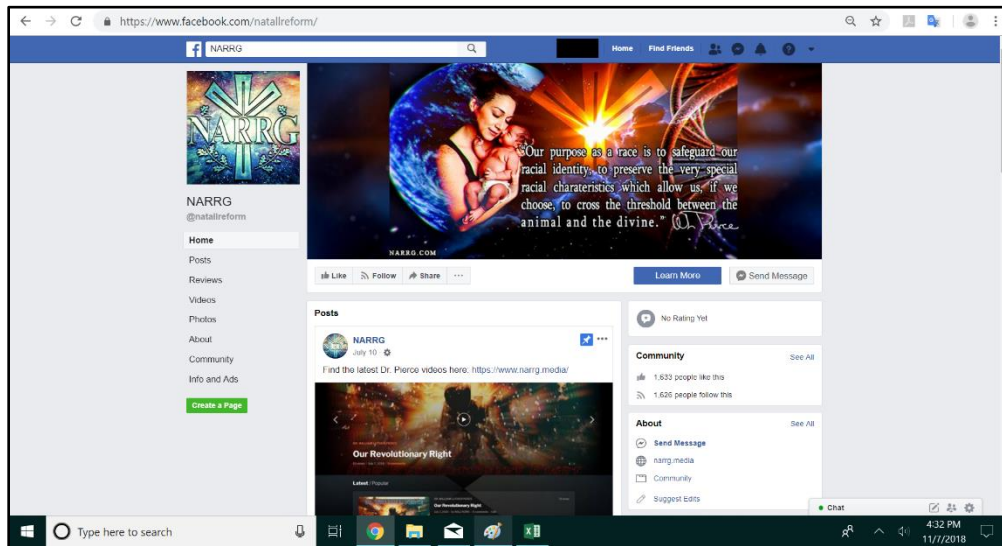 https://www.facebook.com/natallreform/
NARRG
Home Find Friends
NARRG
"Our purpose as a race is to safeguard our
racial identity, to preserve the very special
racial charateristics which allow us, if we
choose, to cross the threshold between the
animal and the divine."
NARRG.COM
NARRG
@natallreform
Home
Posts
Reviews
Videos
Photos
About
Community
Info and Ads
Create a Page
Like Follow Share ...
Learn More Send Message
Posts
NARRG
July 10
Find the latest Dr. Pierce videos here: https://www.narrg.media/
Our Revolutionary Right
Latest / Popular
Our Revolutionary Right
No Rating Yet
Community See All
1,633 people like this
1,626 people follow this
About See All
Send Message
narrg.media
Community
Suggest Edits
Chat
Type here to search
4:32 PM
11/7/2018